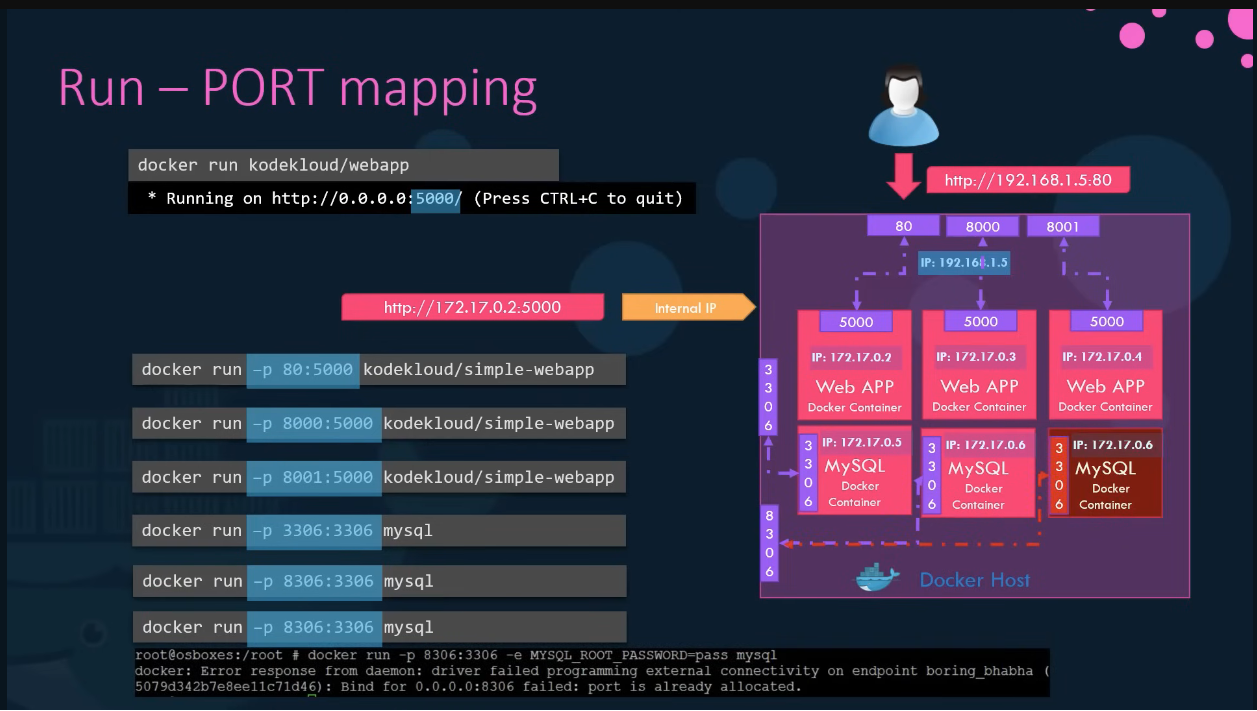 Run – PORT mapping
docker run kodekloud/webapp
* Running on http://0.0.0.0:5000/ (Press CTRL+C to quit)
http://192.168.1.5:80
80
8000
8001
IP: 192.168.1.5
http://172.17.0.2:5000
Internal IP
5000
5000
5000
IP: 172.17.0.2
IP: 172.17.0.3
IP: 172.17.0.4
Web APP
Docker Container
Web APP
Docker Container
Web APP
Docker Container
3306
3306
IP: 172.17.0.5
MySQL
Docker
Container
3306
IP: 172.17.0.6
MySQL
Docker
Container
3306
IP: 172.17.0.6
MySQL
Docker
Container
8306
Docker Host
docker run -p 80:5000 kodekloud/simple-webapp
docker run -p 8000:5000 kodekloud/simple-webapp
docker run -p 8001:5000 kodekloud/simple-webapp
docker run -p 3306:3306 mysql
docker run -p 8306:3306 mysql
docker run -p 8306:3306 mysql
root@osboxes:/root # docker run -p 8306:3306 -e MYSQL_ROOT_PASSWORD=pass mysql
docker: Error response from daemon: driver failed programming external connectivity on endpoint boring_bhabha (
5079d342b7e8ee11c71d46): Bind for 0.0.0.0:8306 failed: port is already allocated.